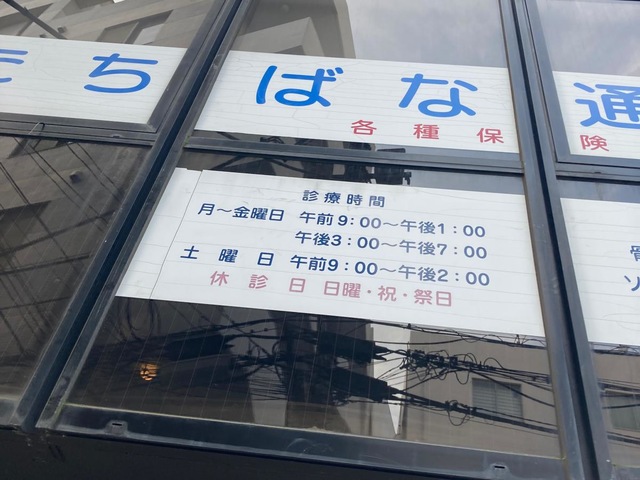 たちばな通
各種保険
診療時間
月～金曜日 午前9：00～午後1：00
午後3：00～午後7：00
土曜日 午前9：00～午後2：00
休診日 日曜・祝・祭日